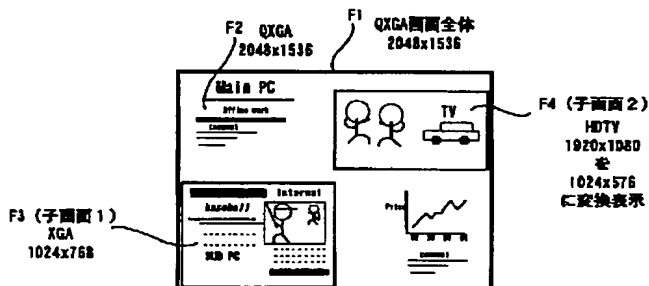 F1
QXGA画面全体
2048x1536
F2
QXGA
2048x1536
Main PC
Office work
TV
F4 (子画面2)
HDTV
1920x1080
を
1024x576
に変換表示
F3 (子画面1)
XGA
1024x768
Internet
SUB PC
Price